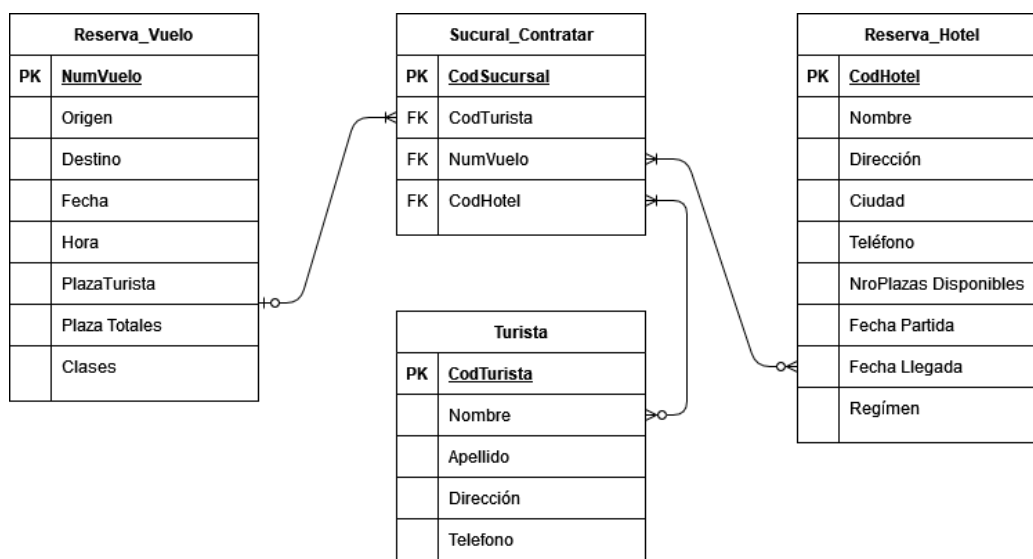 Reserva_Vuelo
PK NumVuelo
Origen
Destino
Fecha
Hora
PlazaTurista
Plaza Totales
Clases
Sucural_Contratar
PK CodSucursal
FK CodTurista
FK NumVuelo
FK CodHotel
Turista
PK CodTurista
Nombre
Apellido
Dirección
Telefono
Reserva_Hotel
PK CodHotel
Nombre
Dirección
Ciudad
Teléfono
NroPlazas Disponibles
Fecha Partida
Fecha Llegada
Regímen